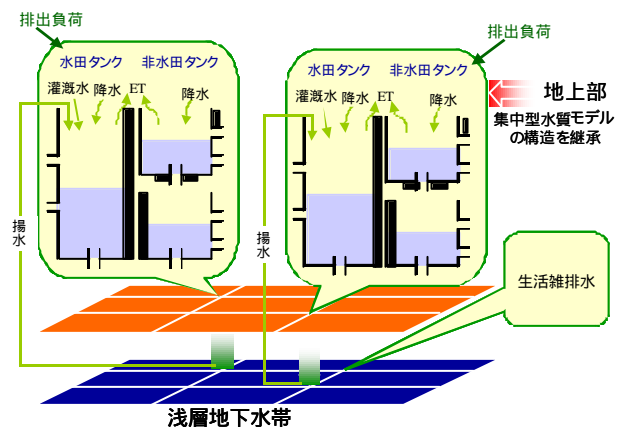 排出負荷
水田タンク 非水田タンク
灌漑水 降水 ET 降水
揚水
排出負荷
水田タンク 非水田タンク
灌漑水 降水 ET 降水
揚水
地上部
集中型水質モデル
の構造を継承
生活雑排水
浅層地下水帯